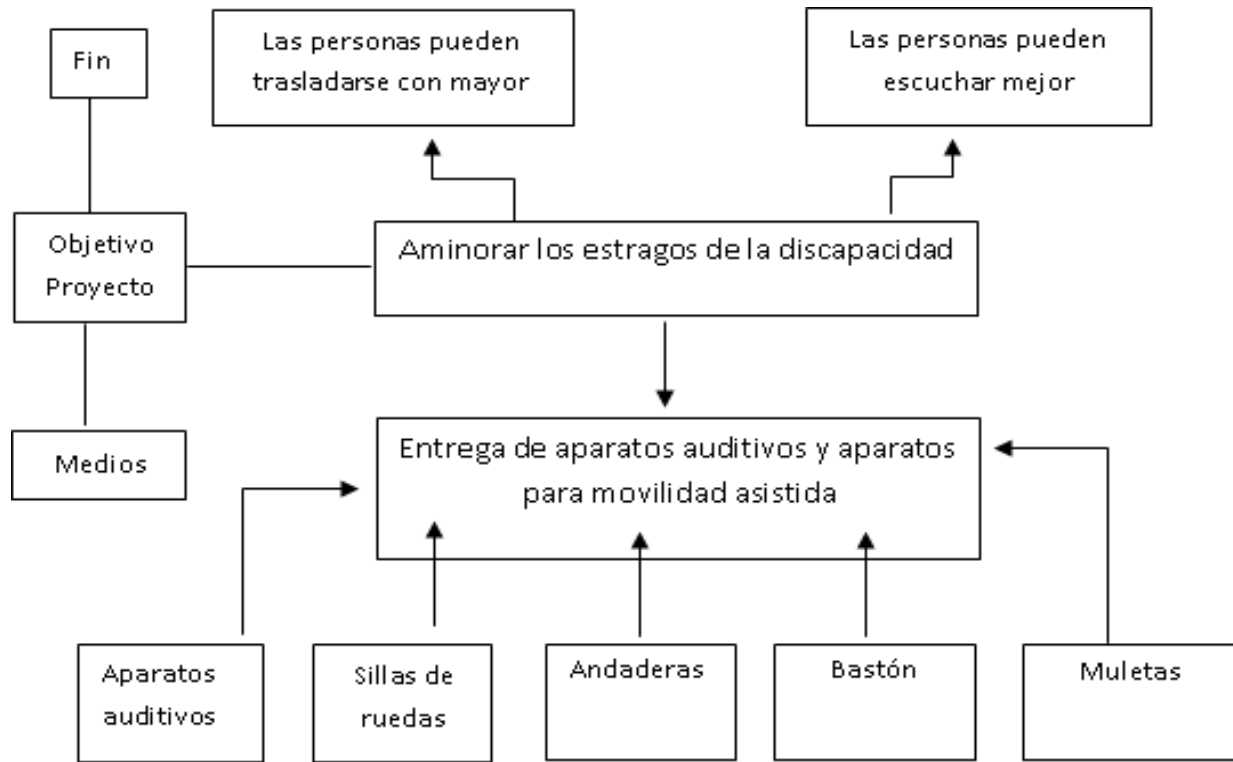 Fin
Las personas pueden
trasladarse con mayor
Las personas pueden
escuchar mejor
Objetivo
Proyecto
Aminorar los estragos de la discapacidad
Medios
Entrega de aparatos auditivos y aparatos
para movilidad asistida
Aparatos
auditivos
Sillas de
ruedas
Andaderas
Bastón
Muletas